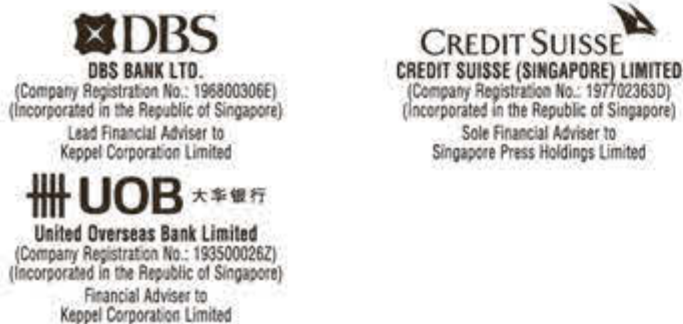 DBS
DBS BANK LTD.
(Company Registration No.: 196800306E)
(Incorporated in the Republic of Singapore)
Lead Financial Adviser to
Keppel Corporation Limited
CREDIT SUISSE
CREDIT SUISSE (SINGAPORE) LIMITED
(Company Registration No.: 197702363D)
(Incorporated in the Republic of Singapore)
Sole Financial Adviser to
Singapore Press Holdings Limited
UOB 大华银行
United Overseas Bank Limited
(Company Registration No.: 193500026Z)
(Incorporated in the Republic of Singapore)
Financial Adviser to
Keppel Corporation Limited